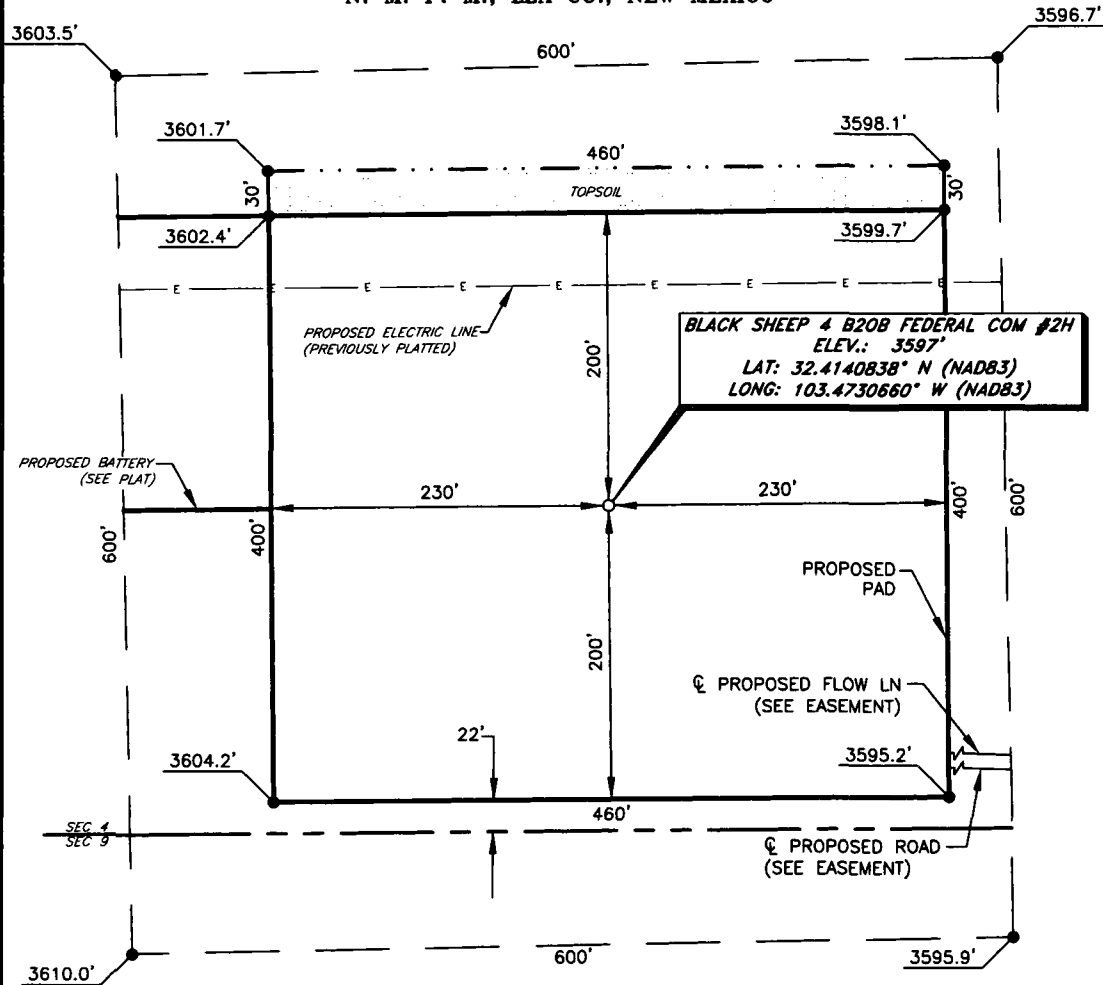 N. M. P. M., LEA CO., NEW MEXICO
3603.5'
600'
3596.7'
3601.7'
460'
3598.1'
30'
TOPSOIL
30'
3602.4'
3599.7'
E E E E E E E E
PROPOSED ELECTRIC LINE
(PREVIOUSLY PLATTED)
200'
BLACK SHEEP 4 B2OB FEDERAL COM #2H
ELEV.: 3597'
LAT: 32.4140838° N (NAD83)
LONG: 103.4730660° W (NAD83)
PROPOSED BATTERY
(SEE PLAT)
230'
230'
600'
400'
400'
600'
PROPOSED
PAD
200'
℄ PROPOSED FLOW LN
(SEE EASEMENT)
22'
3604.2'
3595.2'
460'
SEC 4
SEC 9
℄ PROPOSED ROAD
(SEE EASEMENT)
3610.0'
600'
3595.9'